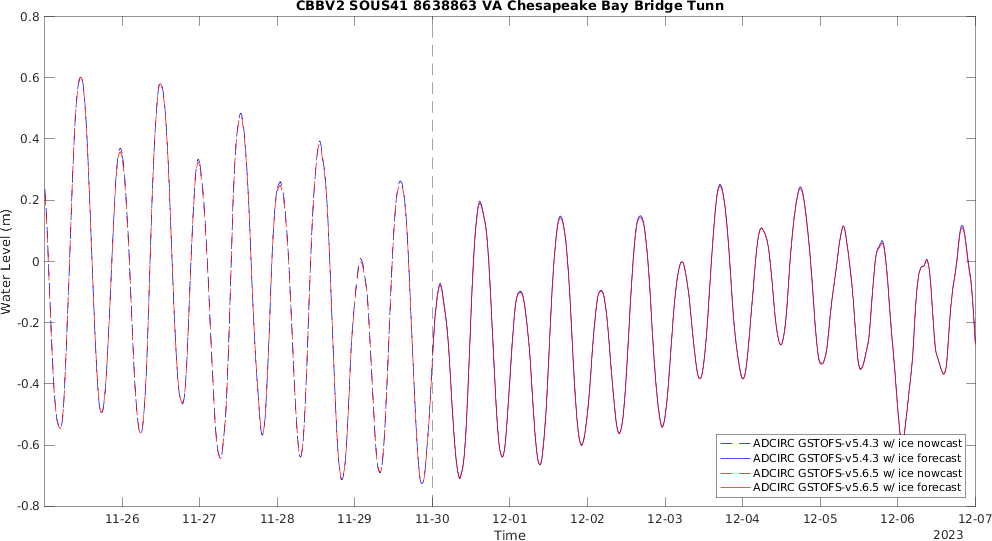 CBBV2 SOUS41 8638863 VA Chesapeake Bay Bridge Tunn
0.8
0.6
0.4
0.2
0
-0.2
-0.4
-0.6
-0.8
Water Level (m)
ADCIRC GSTOFS-v5.4.3 w/ ice nowcast
ADCIRC GSTOFS-v5.4.3 w/ ice forecast
ADCIRC GSTOFS-v5.6.5 w/ ice nowcast
ADCIRC GSTOFS-v5.6.5 w/ ice forecast
11-26 11-27 11-28 11-29 11-30 12-01 12-02 12-03 12-04 12-05 12-06 12-07
Time
2023